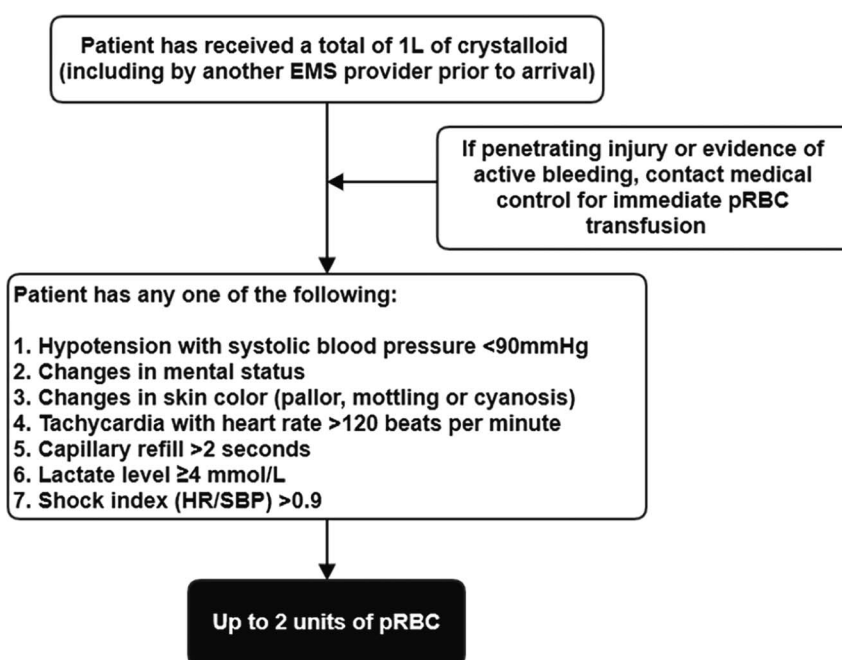 Patient has received a total of 1L of crystalloid
(including by another EMS provider prior to arrival)
If penetrating injury or evidence of
active bleeding, contact medical
control for immediate pRBC
transfusion
Patient has any one of the following:
1. Hypotension with systolic blood pressure <90mmHg
2. Changes in mental status
3. Changes in skin color (pallor, mottling or cyanosis)
4. Tachycardia with heart rate >120 beats per minute
5. Capillary refill >2 seconds
6. Lactate level ≥4 mmol/L
7. Shock index (HR/SBP) >0.9
Up to 2 units of pRBC